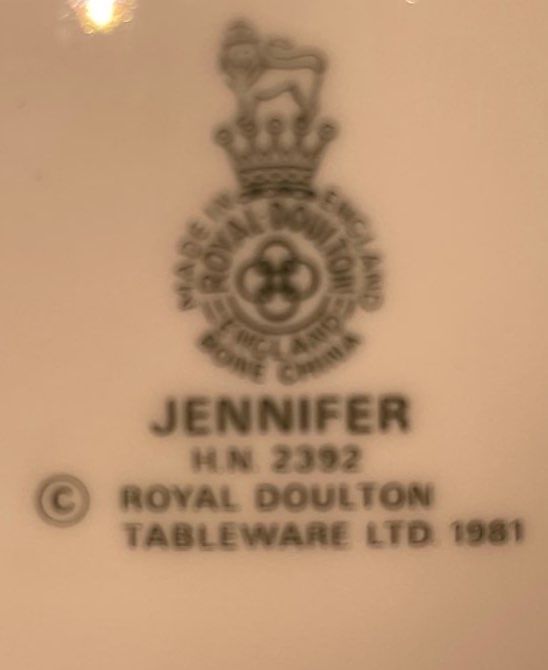 MADE IN ENGLAND
ROYAL DOULTON
ENGLAND
BONE CHINA
JENNIFER
H.N. 2392
© ROYAL DOULTON
TABLEWARE LTD 1981